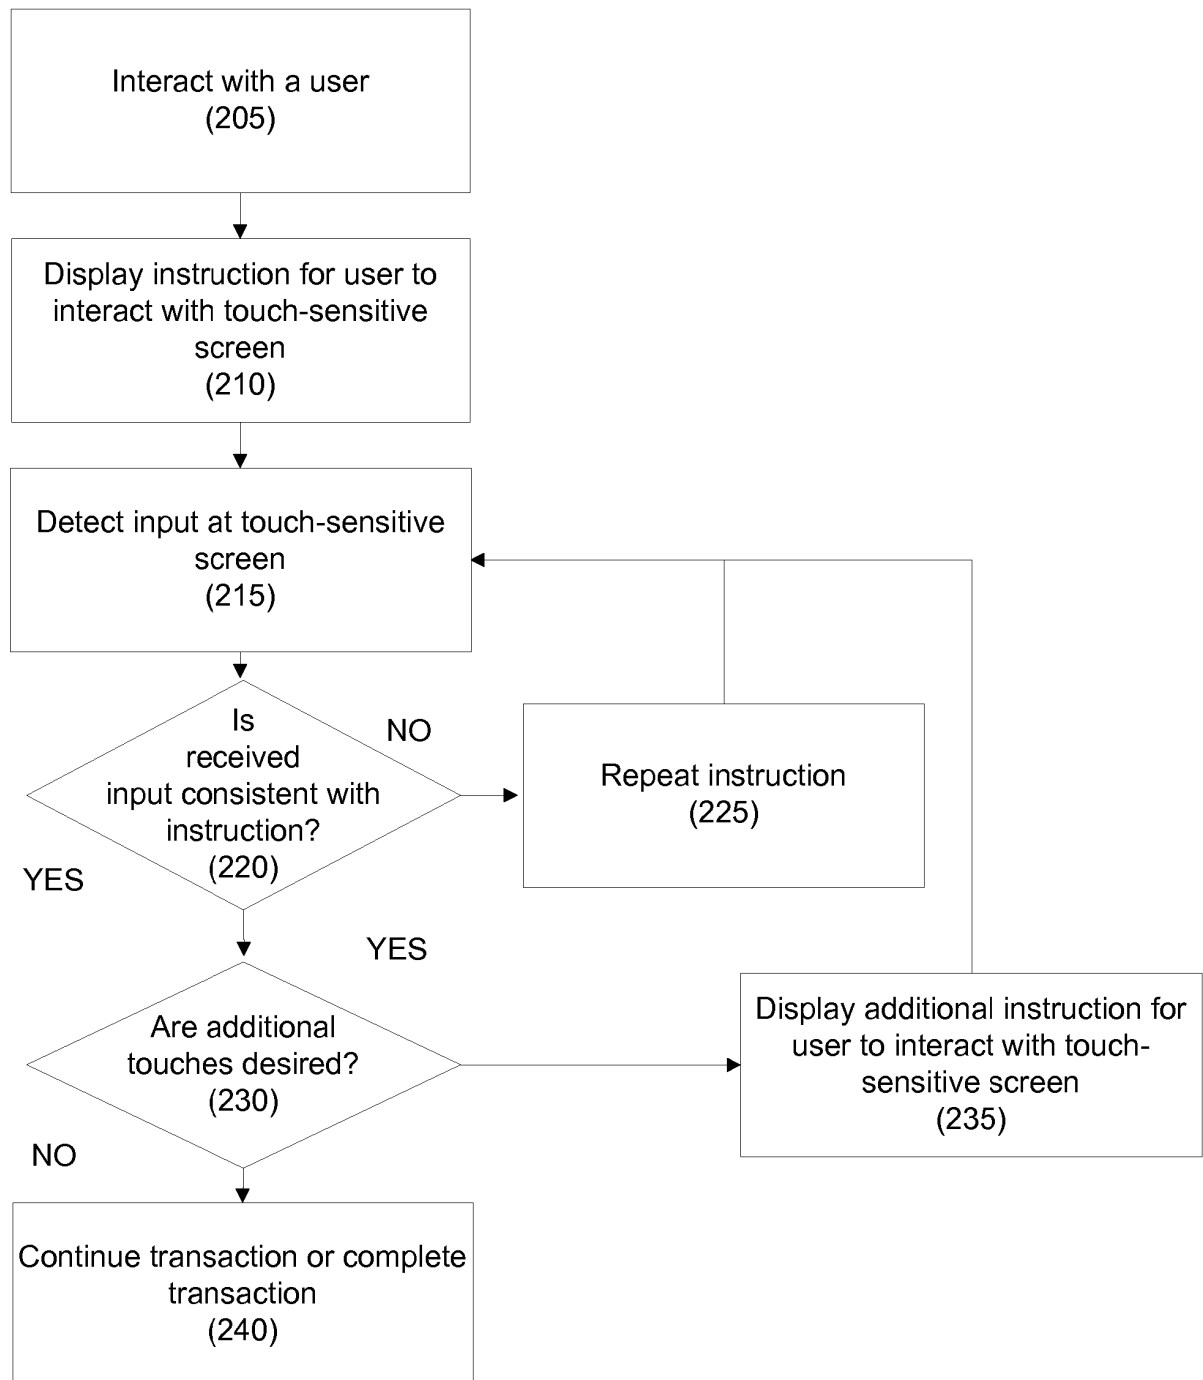 Interact with a user
(205)
Display instruction for user to
interact with touch-sensitive
screen
(210)
Detect input at touch-sensitive
screen
(215)
Is
received
input consistent with
instruction?
(220)
NO
Repeat instruction
(225)
YES
YES
Are additional
touches desired?
(230)
Display additional instruction for
user to interact with touch-
sensitive screen
(235)
NO
Continue transaction or complete
transaction
(240)